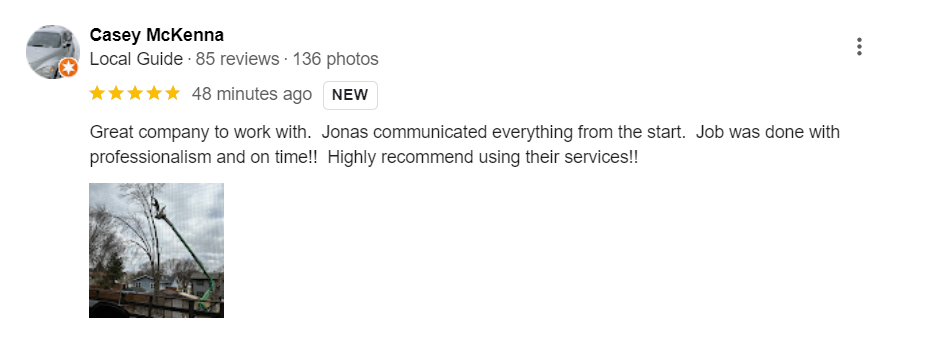 Casey McKenna
Local Guide · 85 reviews · 136 photos
48 minutes ago NEW
Great company to work with.  Jonas communicated everything from the start.  Job was done with
professionalism and on time!!  Highly recommend using their services!!